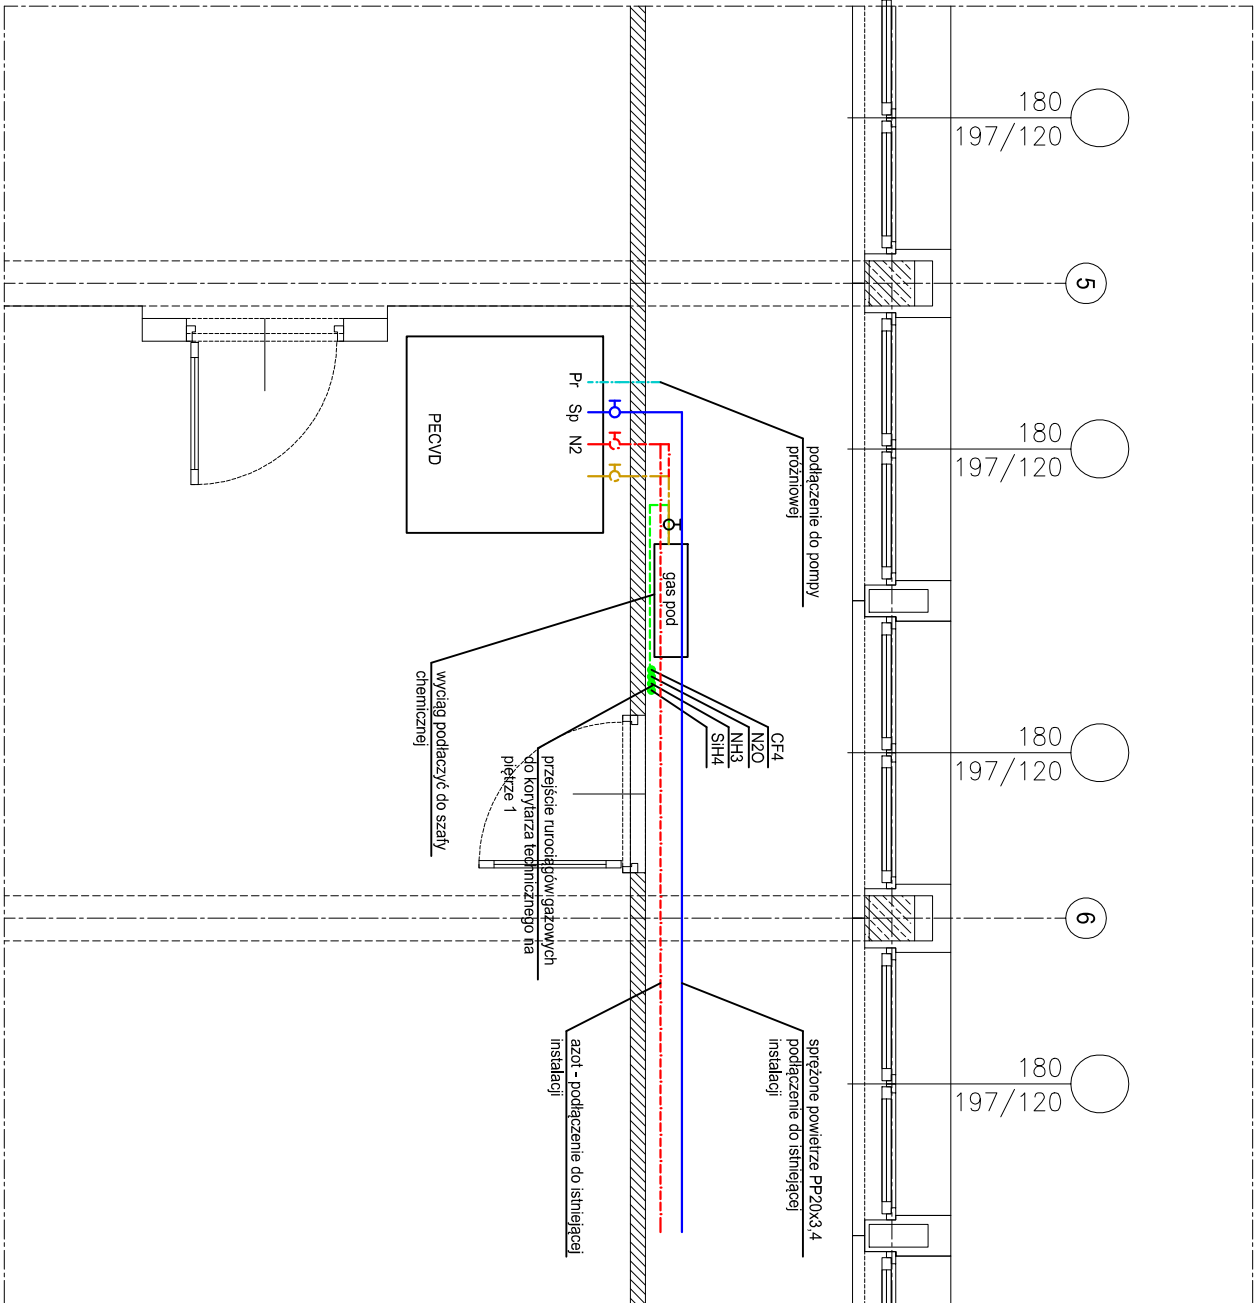 180
197/120
5
180
197/120
180
197/120
6
180
197/120
Pr
Sp
N2
PECVD
podłączenie do pompy
próżniowej
gas pod
CF4
N2O
NH3
SiH4
wyciąg podłaczyć do szafy
chemicznej
przejście rurociągów gazowych
do korytarza technicznego na
piętrze 1
sprężone powietrze PP20x3,4
podłączenie do istniejącej
instalacji
azot - podłączenie do istniejącej
instalacji